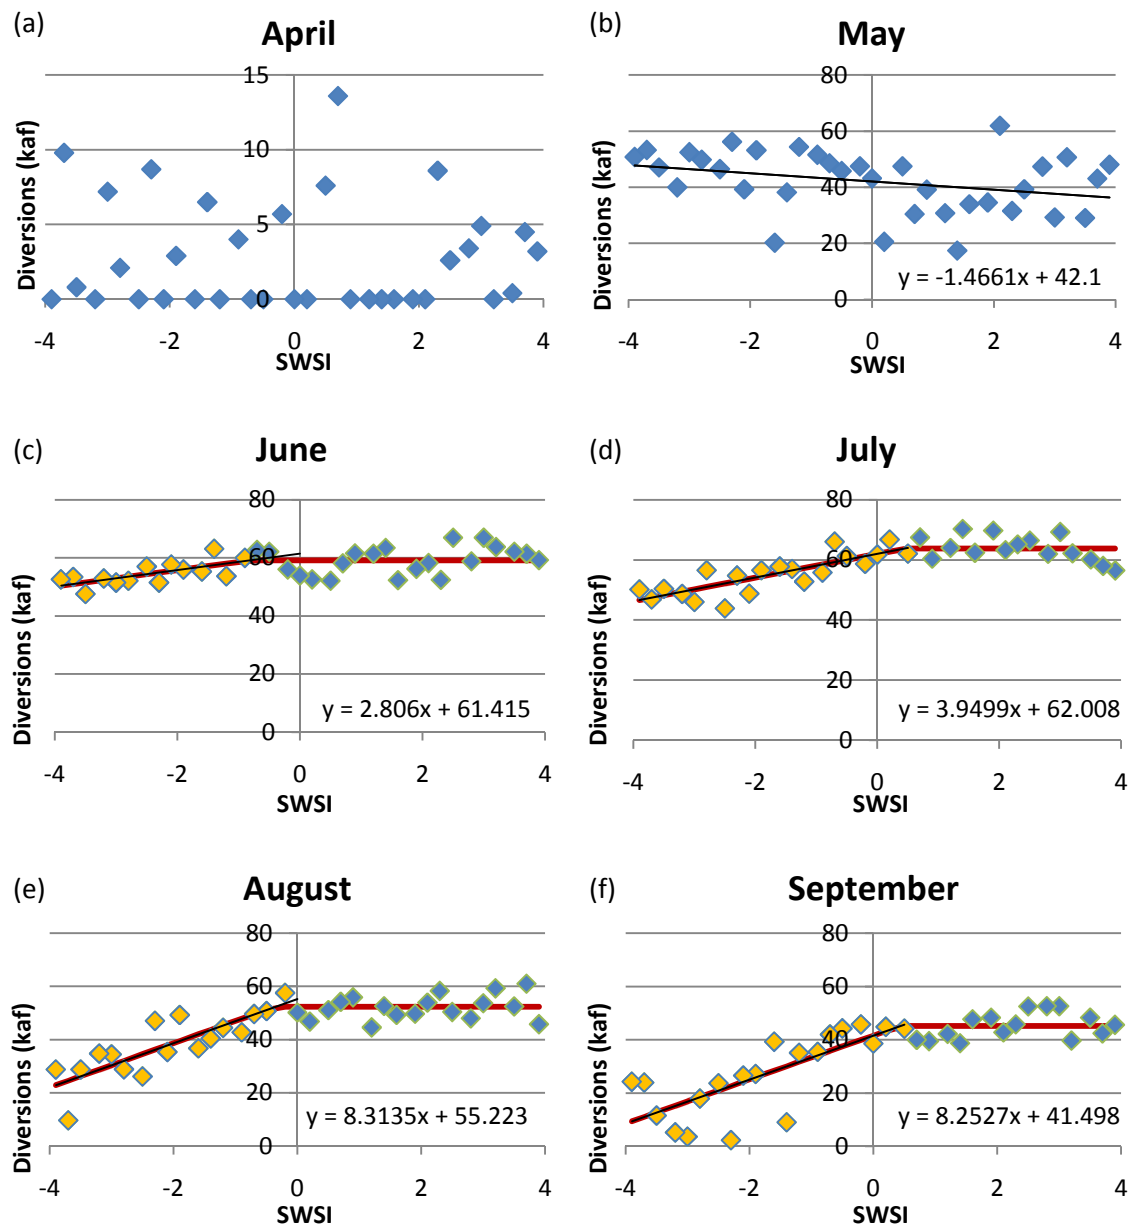 (a)
April
15
10
5
0
Diversions (kaf)
-4
-2
0
2
4
SWSI
(b)
May
80
60
40
20
0
Diversions (kaf)
y = -1.4661x + 42.1
-4
-2
0
2
4
SWSI
(c)
June
80
60
40
20
0
Diversions (kaf)
y = 2.806x + 61.415
-4
-2
0
2
4
SWSI
(d)
July
80
60
40
20
0
Diversions (kaf)
y = 3.9499x + 62.008
-4
-2
0
2
4
SWSI
(e)
August
80
60
40
20
0
Diversions (kaf)
y = 8.3135x + 55.223
-4
-2
0
2
4
SWSI
(f)
September
80
60
40
20
0
Diversions (kaf)
y = 8.2527x + 41.498
-4
-2
0
2
4
SWSI